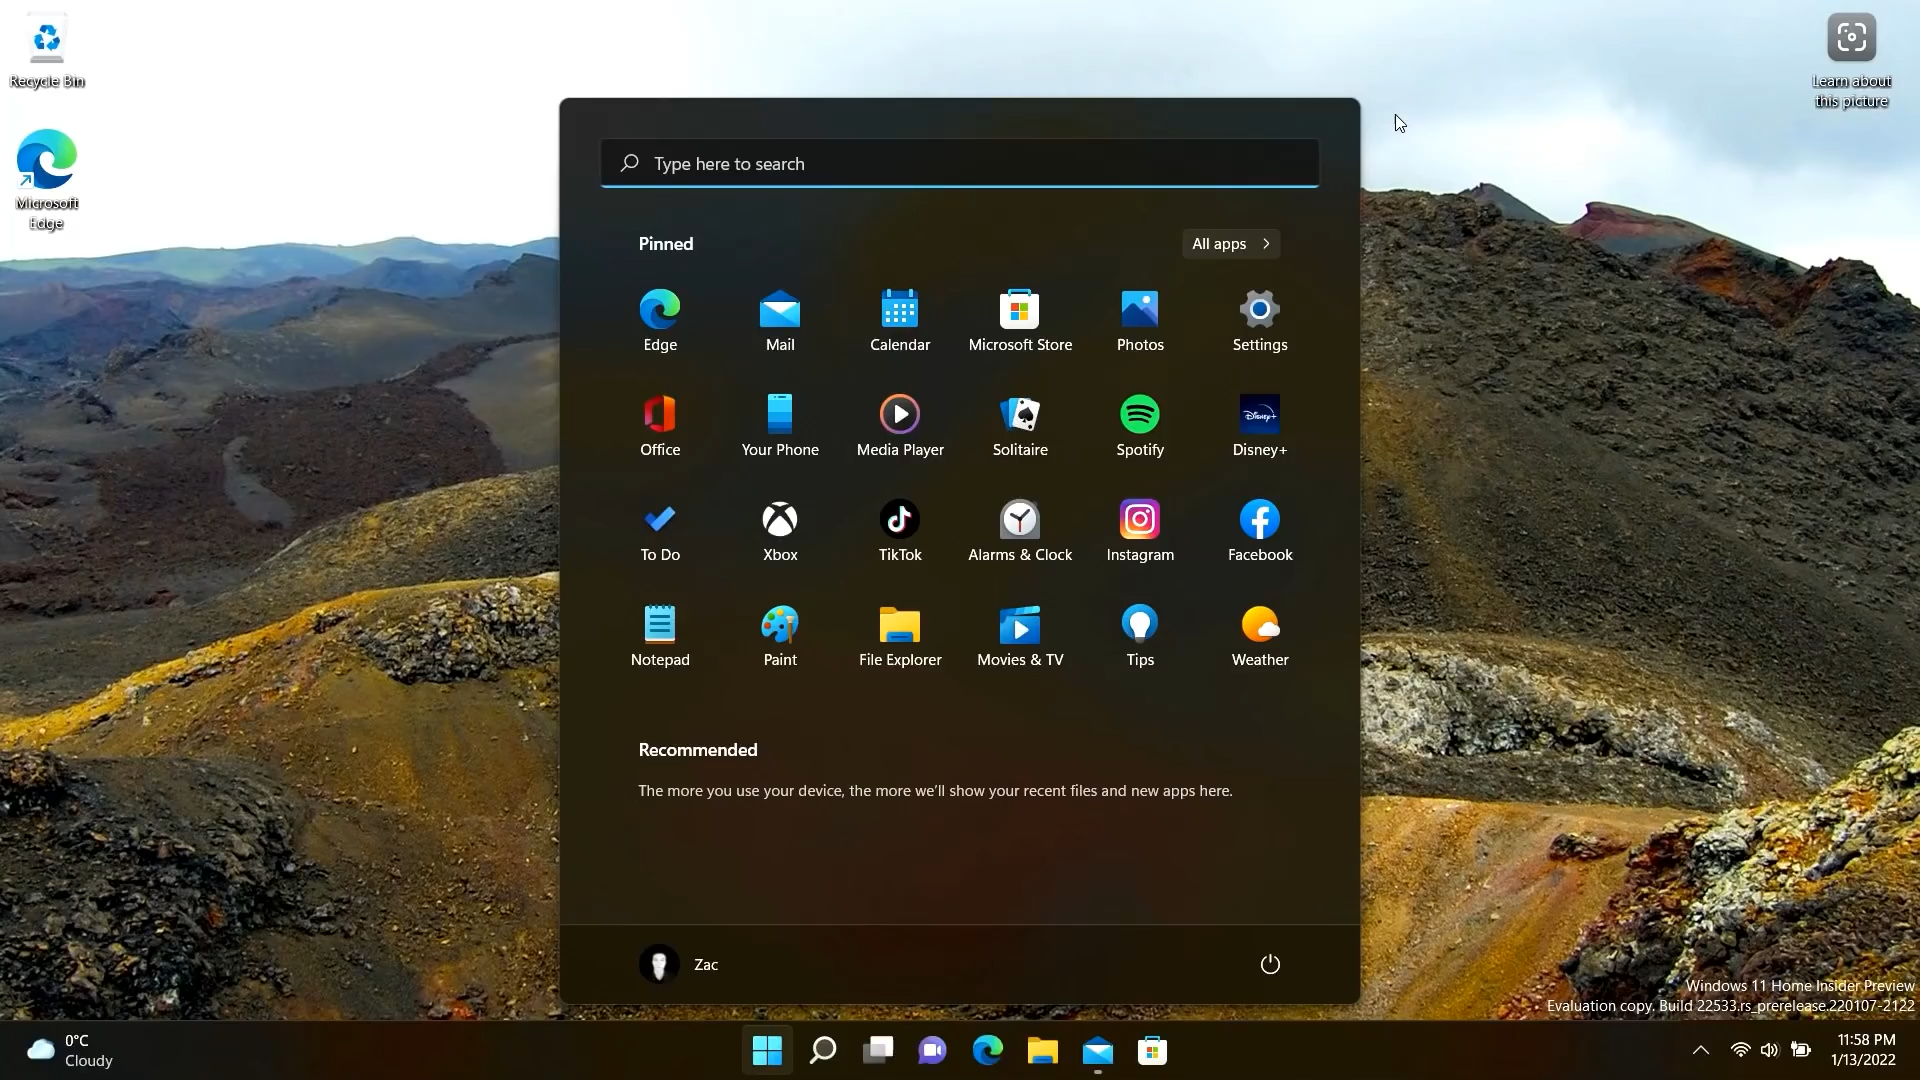 Recycle Bin
Microsoft
Edge
Learn about
this picture
Type here to search
Pinned
All apps
Edge
Mail
Calendar
Microsoft Store
Photos
Settings
Office
Your Phone
Media Player
Solitaire
Spotify
Disney+
Disney+
To Do
Xbox
TikTok
Alarms & Clock
Instagram
Facebook
Notepad
Paint
File Explorer
Movies & TV
Tips
Weather
Recommended
The more you use your device, the more we’ll show your recent files and new apps here.
Zac
Windows 11 Home Insider Preview
Evaluation copy. Build 22533.rs_prerelease.220107-2122
0°C
Cloudy
11:58 PM
1/13/2022